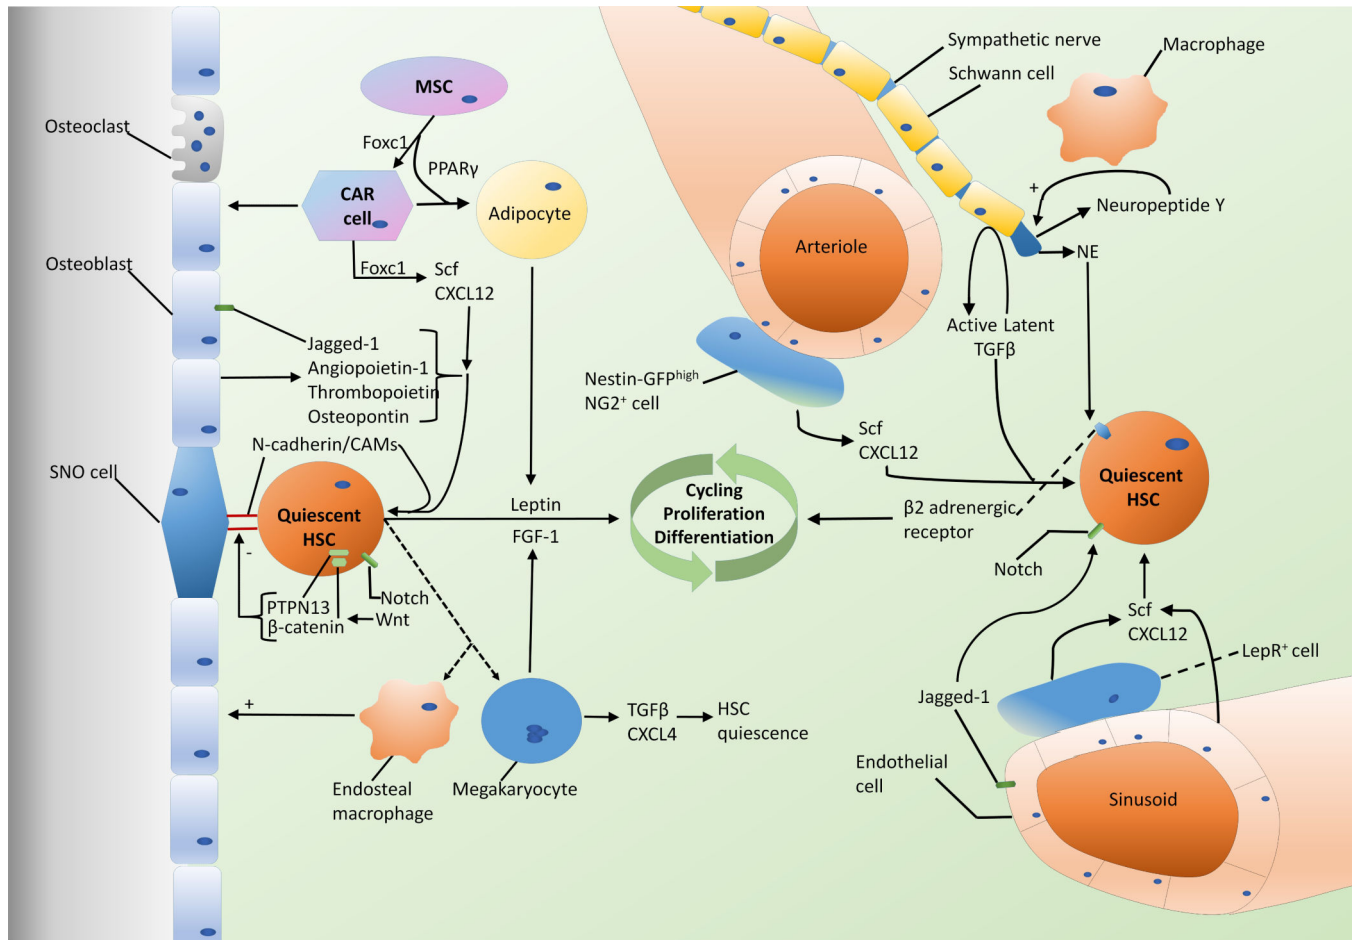 Osteoclast
Osteoblast
SNO cell
MSC
Foxc1
PPARγ
CAR
cell
Adipocyte
Foxc1
Scf
CXCL12
Jagged-1
Angiopoietin-1
Thrombopoietin
Osteopontin
N-cadherin/CAMs
Quiescent
HSC
-
PTPN13
β-catenin
Notch
Wnt
Leptin
FGF-1
+
Endosteal
macrophage
Megakaryocyte
TGFβ
CXCL4
HSC
quiescence
Cycling
Proliferation
Differentiation
Sympathetic nerve
Schwann cell
Macrophage
+
Neuropeptide Y
NE
Arteriole
Active Latent
TGFβ
Nestin-GFPhigh
NG2+ cell
Scf
CXCL12
Quiescent
HSC
β2 adrenergic
receptor
Notch
Scf
CXCL12
LepR+ cell
Jagged-1
Endothelial
cell
Sinusoid